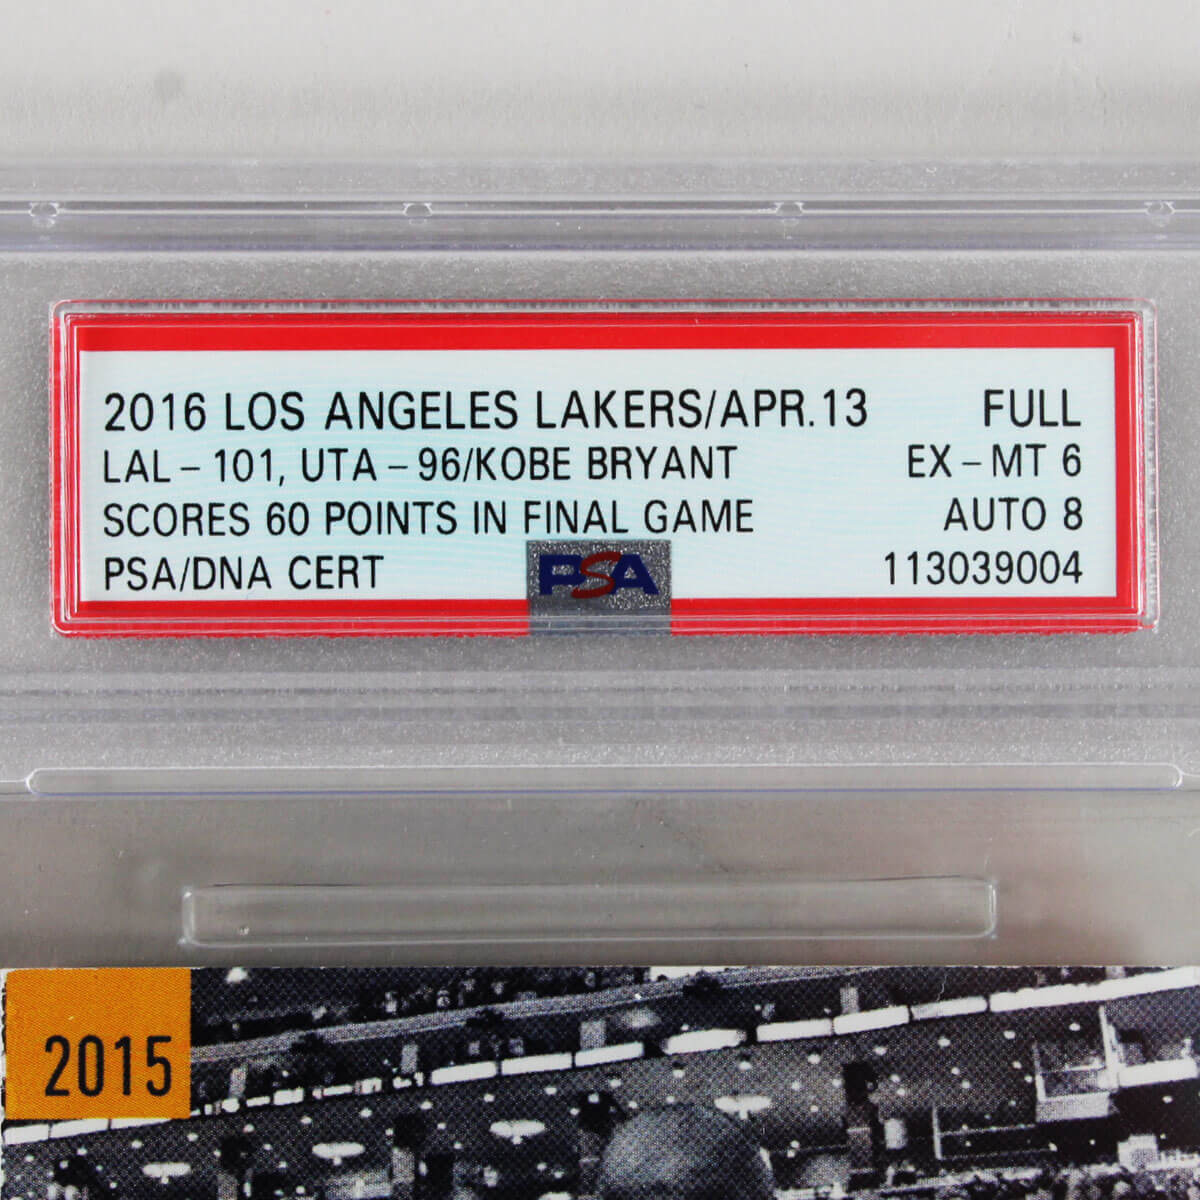 2016 LOS ANGELES LAKERS/APR.13 FULL
LAL - 101, UTA - 96/KOBE BRYANT EX - MT 6
SCORES 60 POINTS IN FINAL GAME AUTO 8
PSA/DNA CERT PSA 113039004
2015